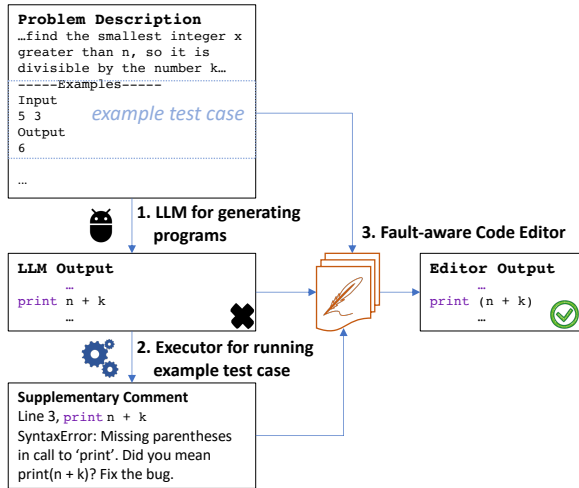 Problem Description
…find the smallest integer x
greater than n, so it is
divisible by the number k…
-----Examples-----
Input
5 3
example test case
Output
6
…
1. LLM for generating
programs
3. Fault-aware Code Editor
LLM Output
…
print n + k
…
Editor Output
…
print (n + k)
…
2. Executor for running
example test case
Supplementary Comment
Line 3, print n + k
SyntaxError: Missing parentheses
in call to ‘print’. Did you mean
print(n + k)? Fix the bug.